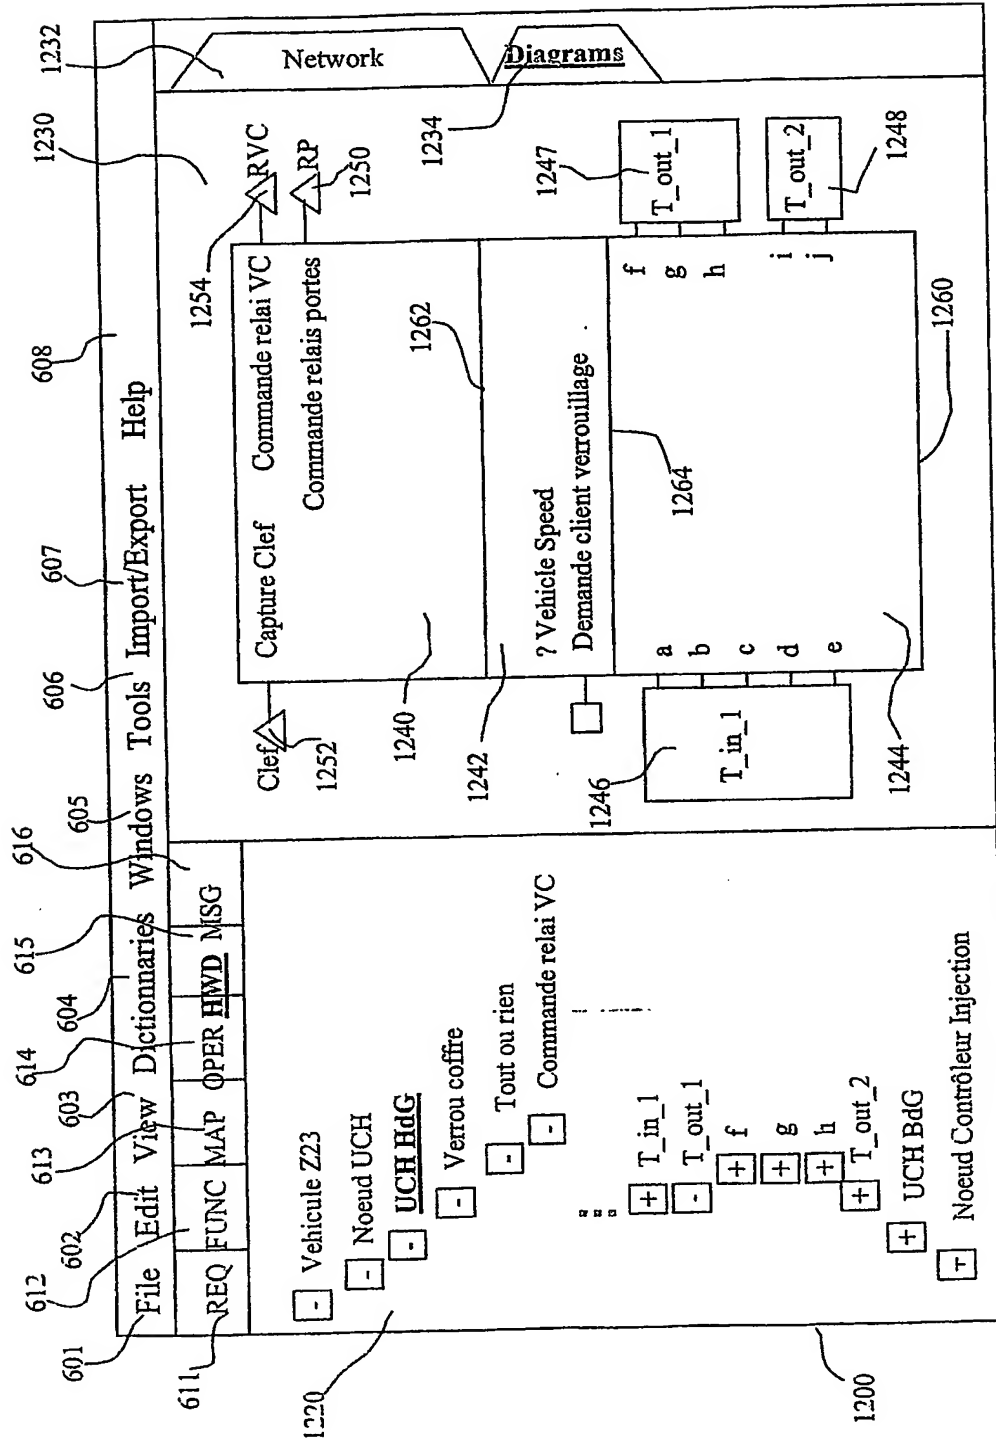 601 602 603 604 605 606 607 608
File Edit View Dictionnaries Windows Tools Import/Export Help
611 612 613 614 615 616
REQ FUNC MAP OPER HWD MSG
1220
- Vehicule Z23
- Noeud UCH
- UCH HdG
- Verrou coffre
- Tout ou rien
- Commande relai VC
+ T_in_1
- T_out_1
+ f
+ g
+ h
+ T_out_2
+ UCH BdG
Noeud Contrôleur Injection
1200
1230
1232
Network
1234
Diagrams
Clef
1252
Capture Clef
Commande relai VC
1254
RVC
Commande relais portes
RP
1250
1240
1262
1242
? Vehicle Speed
Demande client verrouillage
1264
1246
T_in_1
a
b
c
d
e
f
g
h
i
j
1247
T_out_1
T_out_2
1248
1244
1260